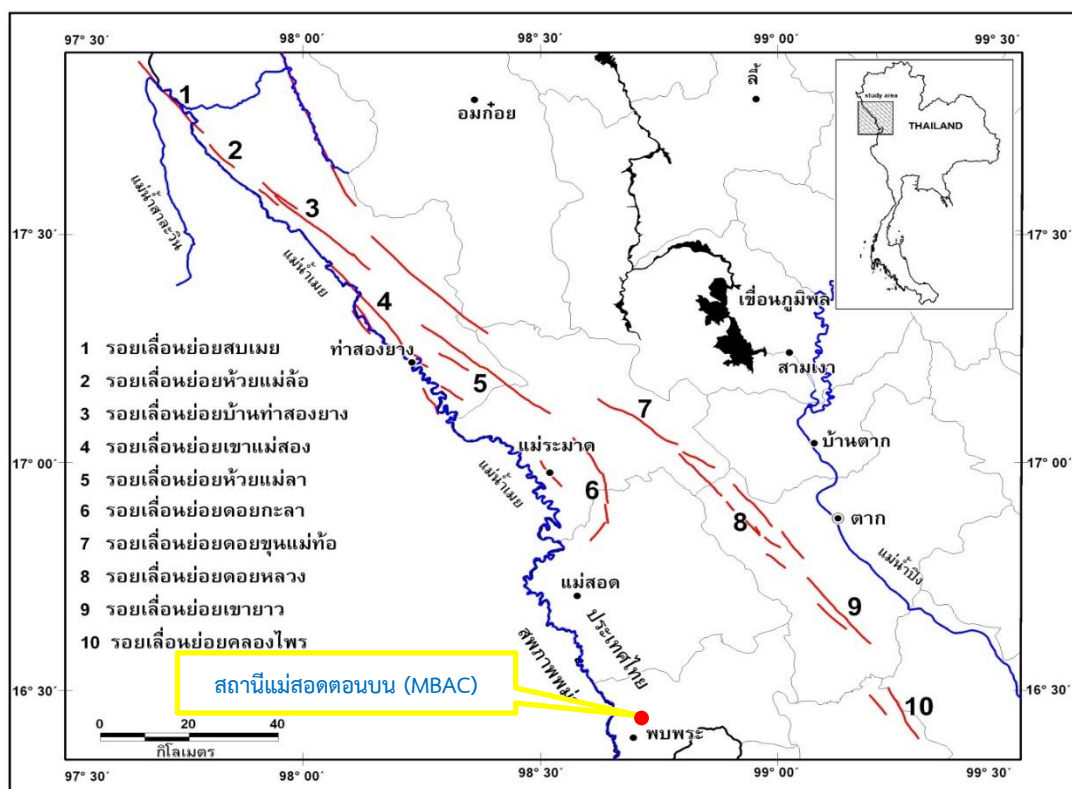 97° 30' 98° 00' 98° 30' 99° 00' 99° 30'
study area
THAILAND
1
อมก๋อย
ลี้
2
แม่น้ำสาละวิน
3
17° 30' 17° 30'
แม่น้ำเมย
4
เขื่อนภูมิพล
1 รอยเลื่อนย่อยสบเมย
ท่าสองยาง
สามเงา
2 รอยเลื่อนย่อยห้วยแม่ล้อ
5
3 รอยเลื่อนย่อยบ้านท่าสองยาง
7
4 รอยเลื่อนย่อยเขาแม่สอง
แม่ระมาด
บ้านตาก
17° 00' 17° 00'
5 รอยเลื่อนย่อยห้วยแม่ลา
แม่น้ำเมย
6
6 รอยเลื่อนย่อยดอยกะลา
8
ตาก
7 รอยเลื่อนย่อยดอยขุนแม่ท้อ
แม่น้ำปิง
8 รอยเลื่อนย่อยดอยหลวง
แม่สอด
9
9 รอยเลื่อนย่อยเขายาว
ประเทศไทย
10 รอยเลื่อนย่อยคลองไพร
สหภาพพม่า
สถานีแม่สอดตอนบน (MBAC)
16° 30' 16° 30'
10
พบพระ
0 20 40
กิโลเมตร
97° 30' 98° 00' 98° 30' 99° 00' 99° 30'